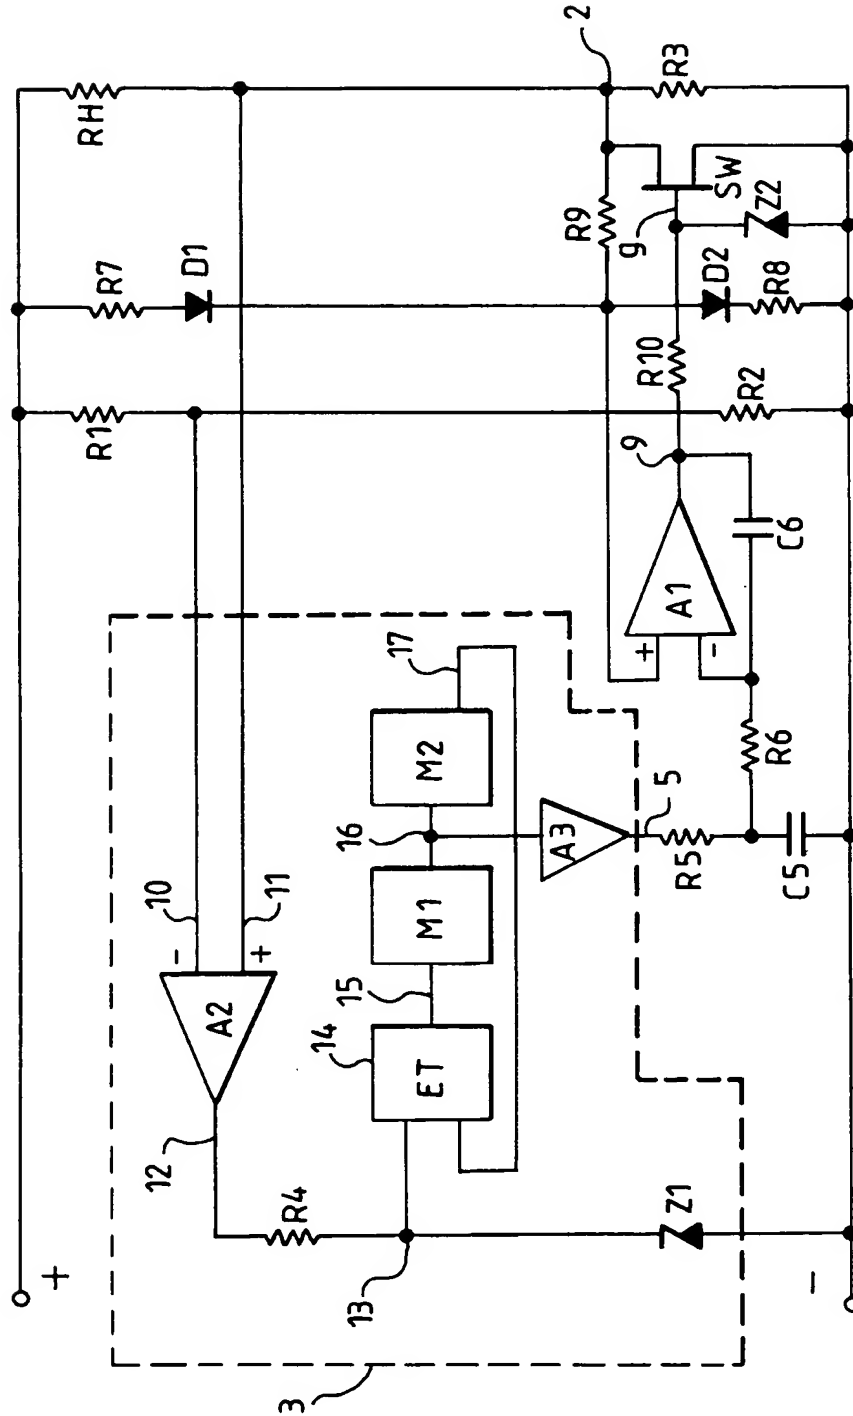 2
RH
R3
R7
D1
R9
g
SW
Z2
D2
R8
R1
R10
R2
9
A1
+
-
C6
17
M2
10
11
-
+
A2
16
M1
A3
5
R6
R5
C5
15
14
ET
12
R4
13
Z1
+
-
3